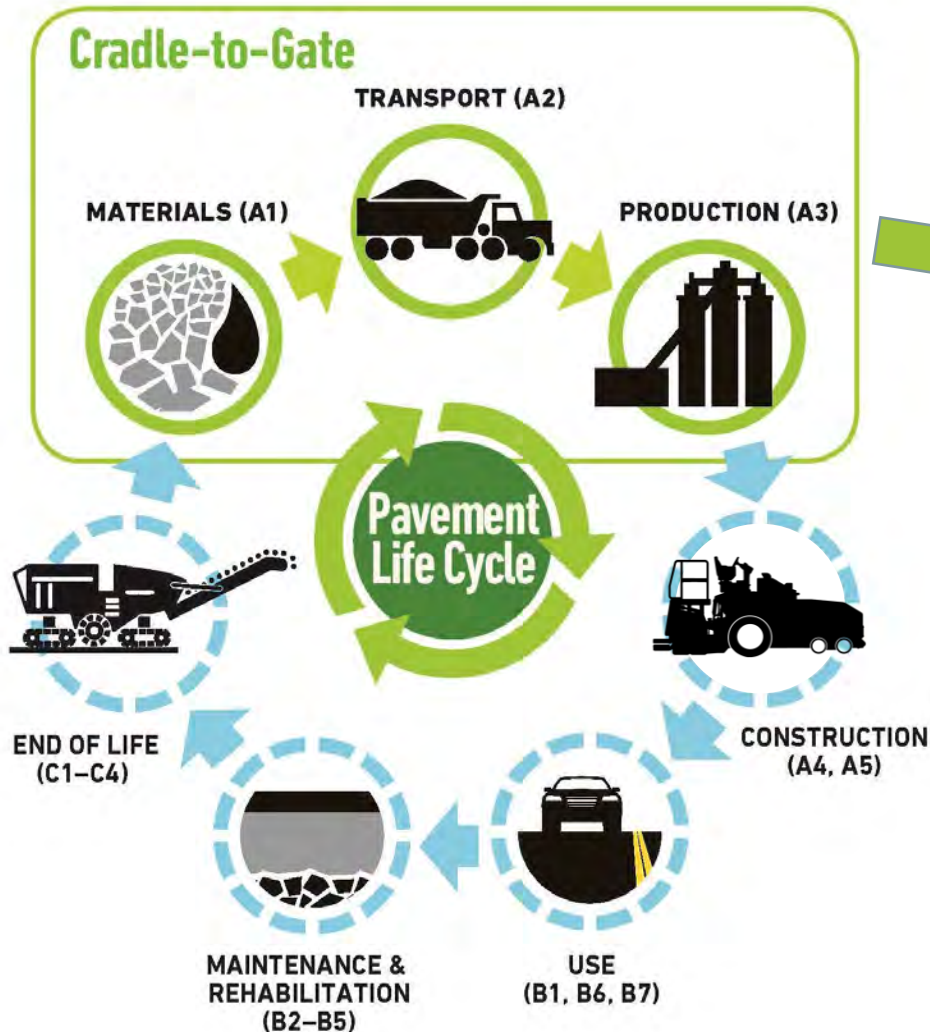 Cradle-to-Gate
TRANSPORT (A2)
MATERIALS (A1)
PRODUCTION (A3)
Pavement
Life Cycle
CONSTRUCTION
(A4, A5)
USE
(B1, B6, B7)
MAINTENANCE &
REHABILITATION
(B2–B5)
END OF LIFE
(C1–C4)